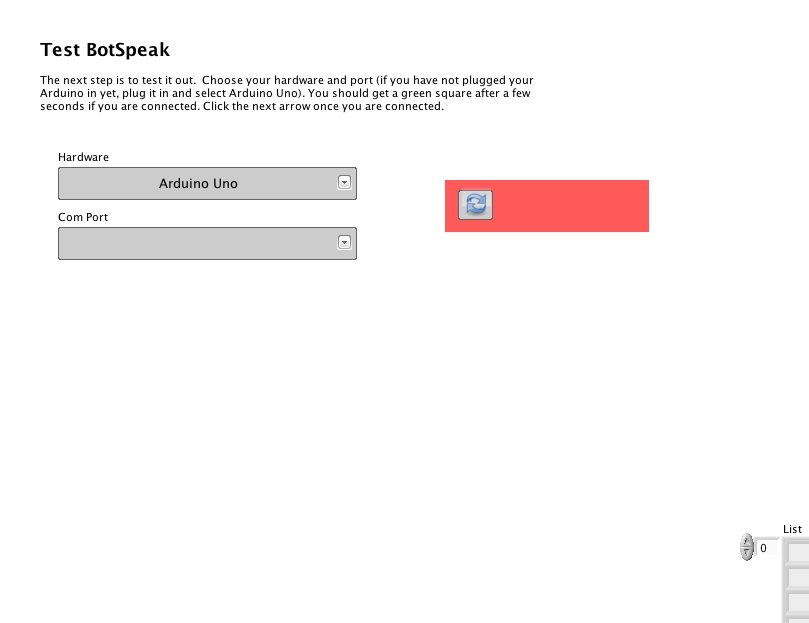 Test BotSpeak
The next step is to test it out.  Choose your hardware and port (if you have not plugged your
Arduino in yet, plug it in and select Arduino Uno). You should get a green square after a few
seconds if you are connected. Click the next arrow once you are connected.
Hardware
Arduino Uno
Com Port
List
0